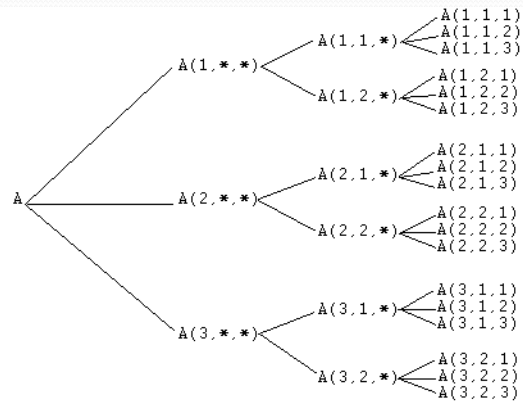 A(1,1,1)
A(1,1,*) A(1,1,2)
A(1,1,3)
A(1,*,*)
A(1,2,1)
A(1,2,*) A(1,2,2)
A(1,2,3)
A(2,1,1)
A(2,1,*) A(2,1,2)
A(2,1,3)
A A(2,*,*)
A(2,2,1)
A(2,2,*) A(2,2,2)
A(2,2,3)
A(3,1,1)
A(3,1,*) A(3,1,2)
A(3,1,3)
A(3,*,*)
A(3,2,1)
A(3,2,*) A(3,2,2)
A(3,2,3)